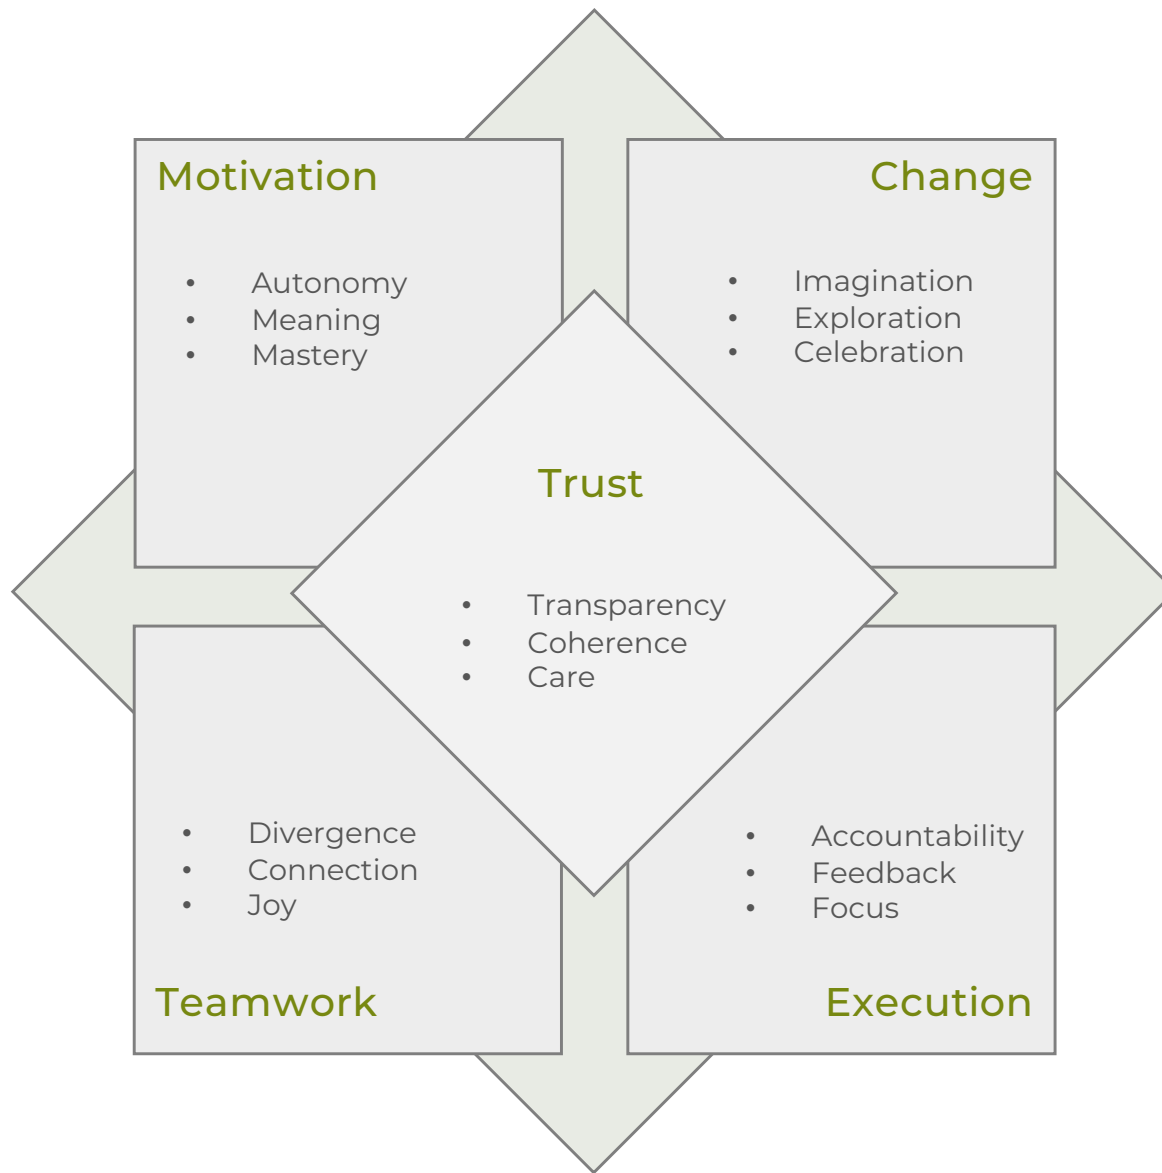 Motivation
• Autonomy
• Meaning
• Mastery
Change
• Imagination
• Exploration
• Celebration
Trust
• Transparency
• Coherence
• Care
• Divergence
• Connection
• Joy
Teamwork
• Accountability
• Feedback
• Focus
Execution